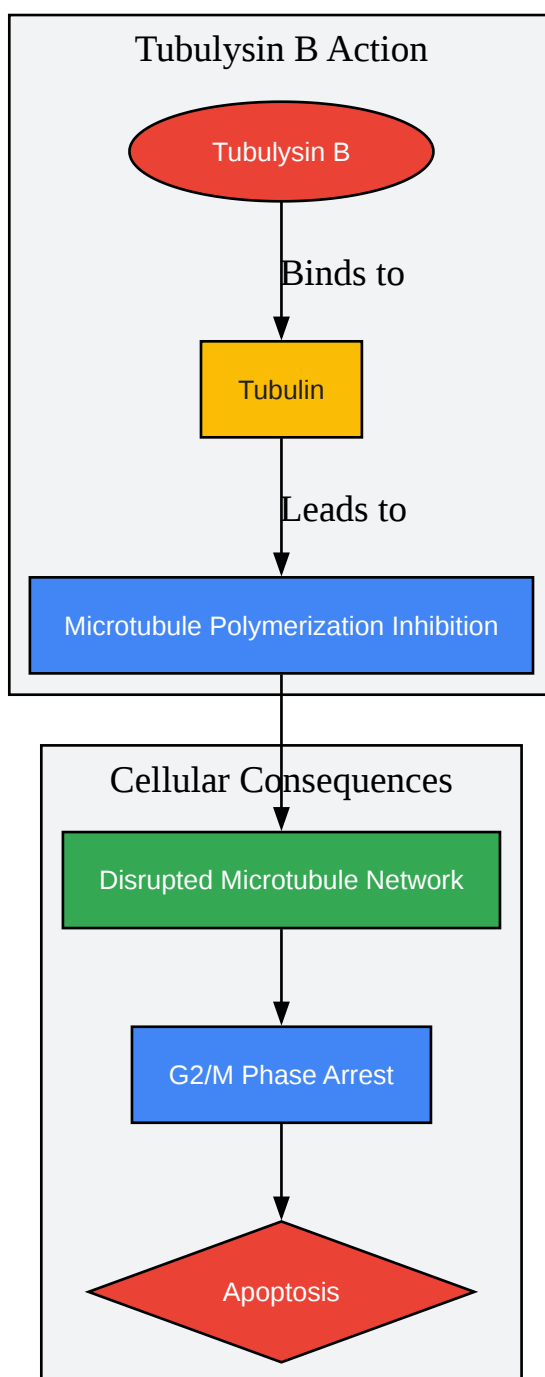 Tubulysin B Action
Tubulysin B
Binds to
Tubulin
Leads to
Microtubule Polymerization Inhibition
Cellular Consequences
Disrupted Microtubule Network
G2/M Phase Arrest
Apoptosis